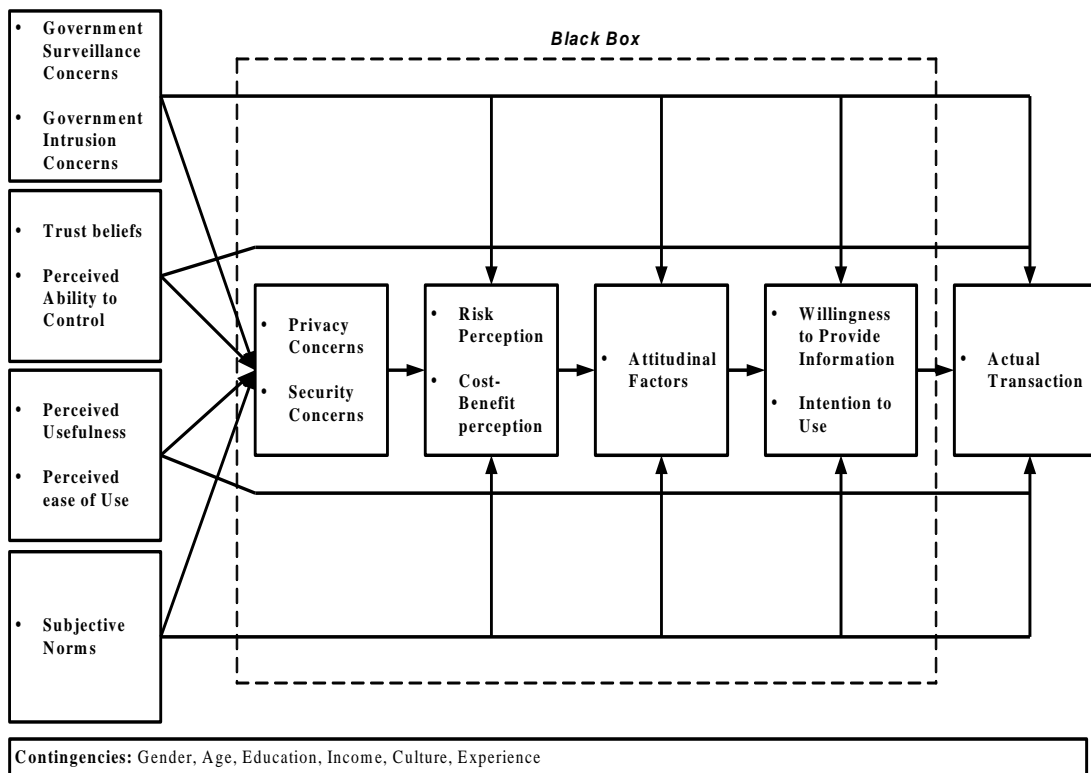 Black Box
• Government
Surveillance
Concerns
• Government
Intrusion
Concerns
• Trust beliefs
• Perceived
Ability to
Control
• Perceived
Usefulness
• Perceived
ease of Use
• Subjective
Norms
• Privacy
Concerns
• Security
Concerns
• Risk
Perception
• Cost-
Benefit
perception
• Attitudinal
Factors
• Willingness
to Provide
Information
• Intention to
Use
• Actual
Transaction
Contingencies: Gender, Age, Education, Income, Culture, Experience